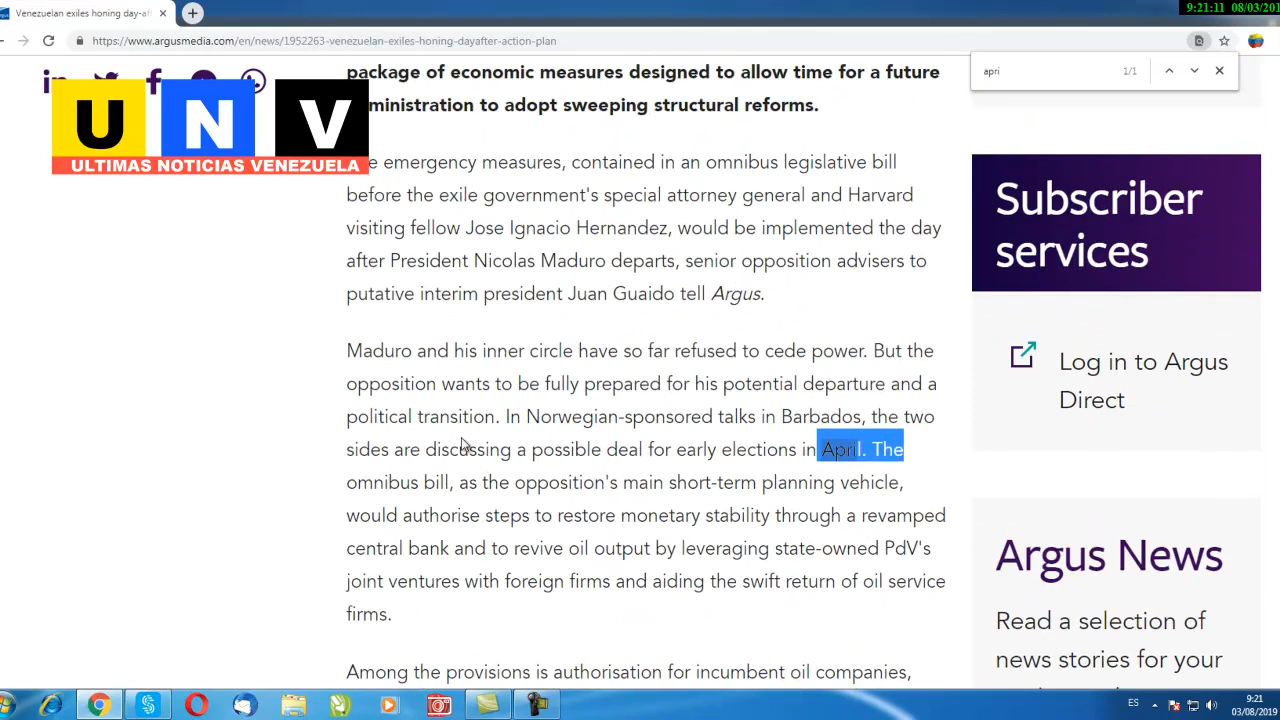 9:21:11 08/03/201
Venezuelan exiles honing day-af
https://www.argusmedia.com/en/news/1952263-venezuelan-exiles-honing-dayafter-action-plan
apri 1/1
package of economic measures designed to allow time for a future
ministration to adopt sweeping structural reforms.
UNV
ULTIMAS NOTICIAS VENEZUELA
e emergency measures, contained in an omnibus legislative bill
before the exile government's special attorney general and Harvard
visiting fellow Jose Ignacio Hernandez, would be implemented the day
after President Nicolas Maduro departs, senior opposition advisers to
putative interim president Juan Guaido tell Argus.
Maduro and his inner circle have so far refused to cede power. But the
opposition wants to be fully prepared for his potential departure and a
political transition. In Norwegian-sponsored talks in Barbados, the two
sides are discussing a possible deal for early elections in April. The
omnibus bill, as the opposition's main short-term planning vehicle,
would authorise steps to restore monetary stability through a revamped
central bank and to revive oil output by leveraging state-owned PdV's
joint ventures with foreign firms and aiding the swift return of oil service
firms.
Among the provisions is authorisation for incumbent oil companies,
Subscriber
services
Log in to Argus
Direct
Argus News
Read a selection of
news stories for your
ES
9:21
03/08/2019